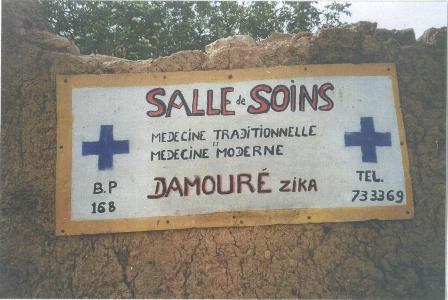 SALLE de SOINS
MEDECINE TRADITIONNELLE
et
MEDECINE MODERNE
DAMOURÉ ZIKA
B.P
168
TEL.
733369